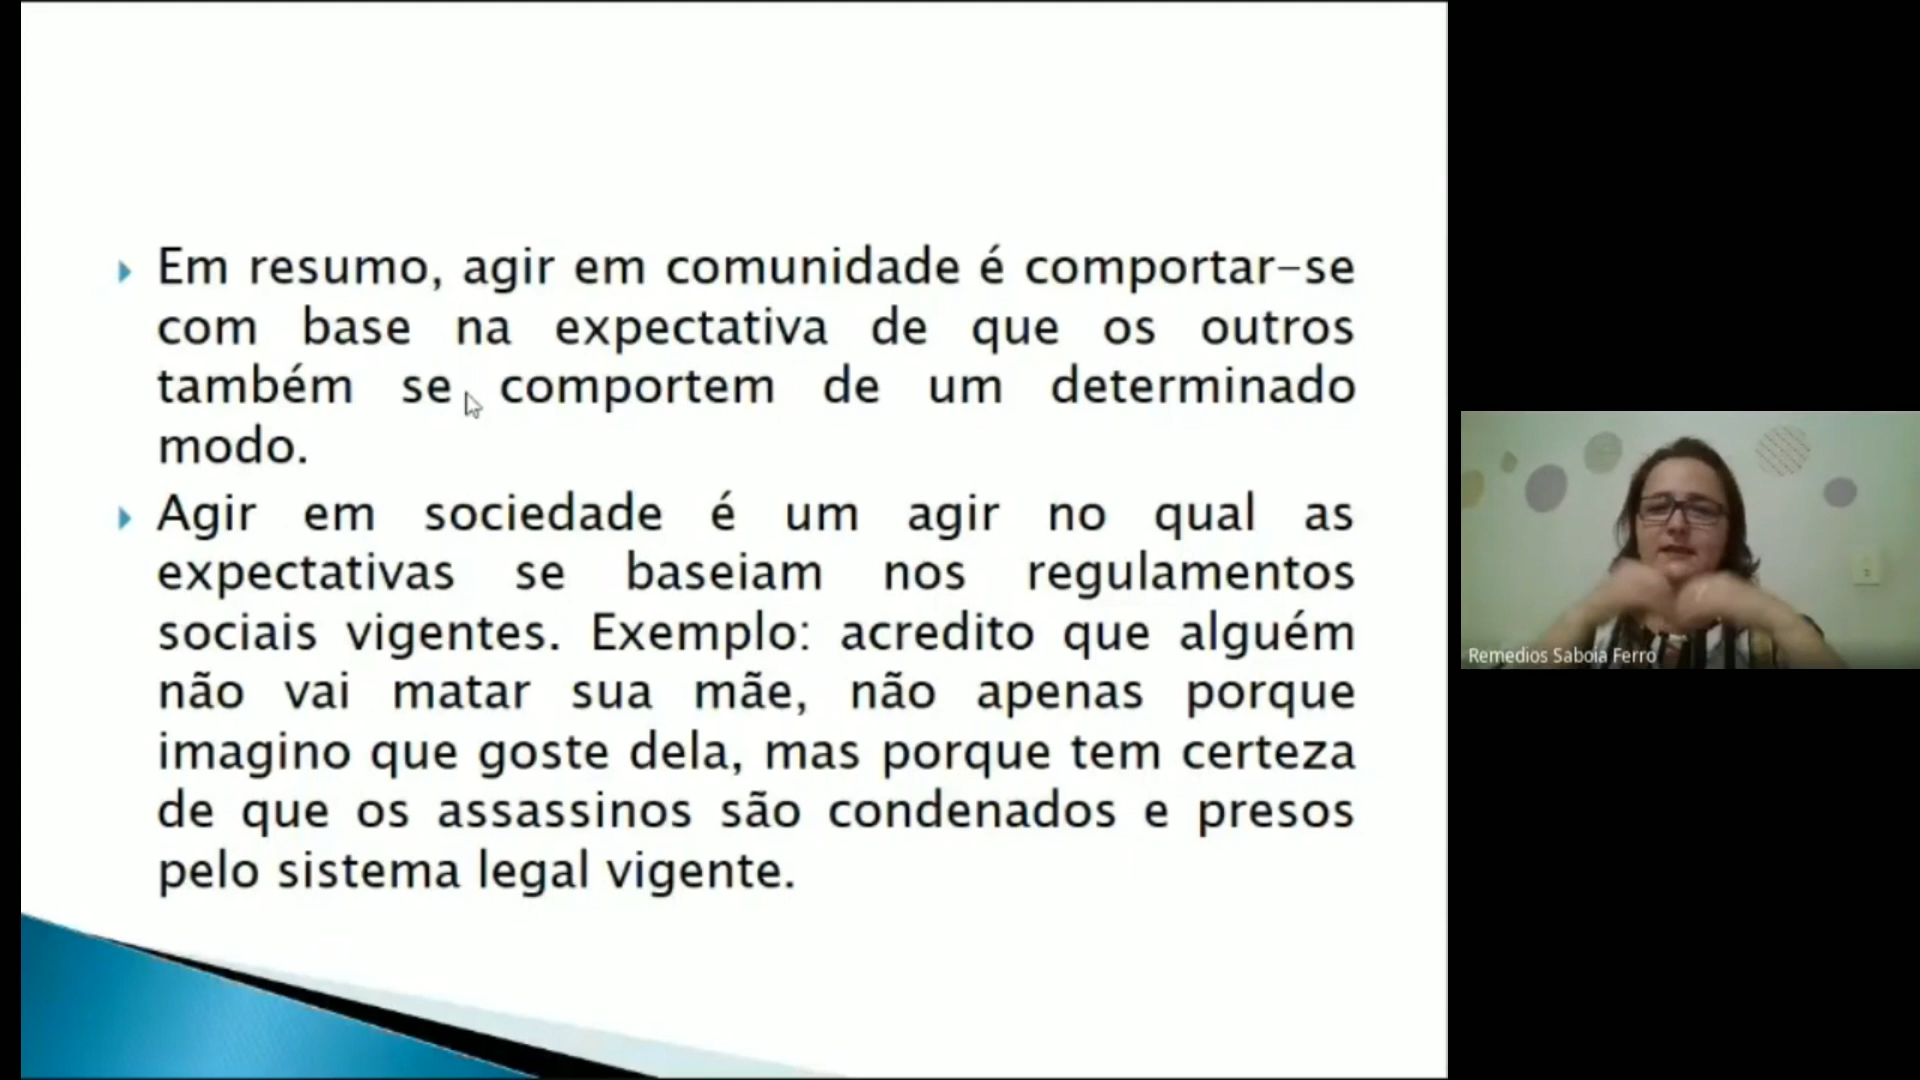 Em resumo, agir em comunidade é comportar-se
com base na expectativa de que os outros
também se comportem de um determinado
modo.
Agir em sociedade é um agir no qual as
expectativas se baseiam nos regulamentos
sociais vigentes. Exemplo: acredito que alguém
não vai matar sua mãe, não apenas porque
imagino que goste dela, mas porque tem certeza
de que os assassinos são condenados e presos
pelo sistema legal vigente.
Remedios Saboia Ferro